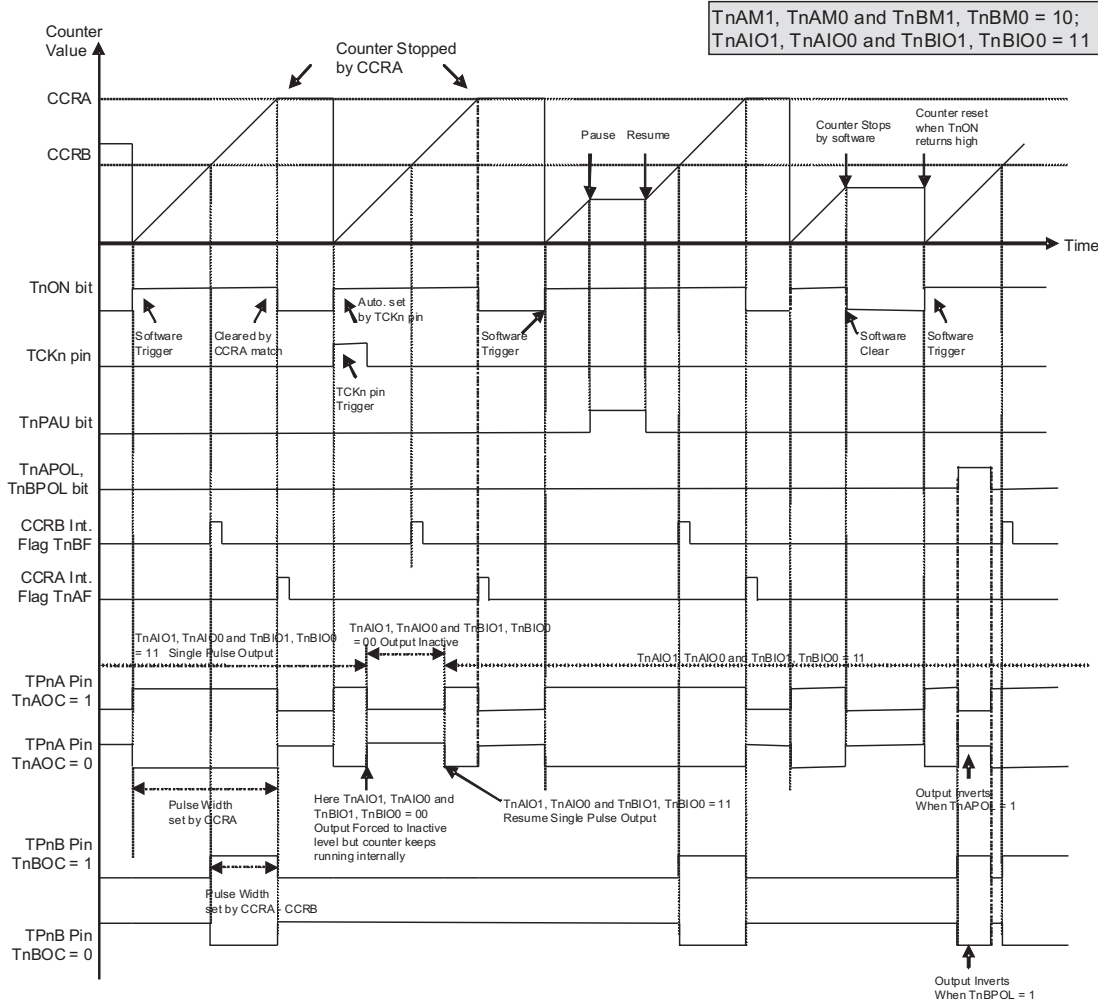 TnAM1, TnAM0 and TnBM1, TnBM0 = 10;
TnAIO1, TnAIO0 and TnBIO1, TnBIO0 = 11
Counter
Value
Counter Stopped
by CCRA
CCRA
CCRB
Pause
Resume
Counter Stops
by software
Counter reset
when TnON
returns high
Time
TnON bit
Software
Trigger
Cleared by
CCRA match
Auto. set
by TCKn pin
Software
Trigger
Software
Clear
Software
Trigger
TCKn pin
TCKn pin
Trigger
TnPAU bit
TnAPOL,
TnBPOL bit
CCRB Int.
Flag TnBF
CCRA Int.
Flag TnAF
TnAIO1, TnAIO0 and TnBIO1, TnBIO0
= 11 Single Pulse Output
TnAIO1, TnAIO0 and TnBIO1, TnBIO0
= 00 Output Inactive
TnAIO1, TnAIO0 and TnBIO1, TnBIO0 = 11
TPnA Pin
TnAOC = 1
TPnA Pin
TnAOC = 0
Pulse Width
set by CCRA
Here TnAIO1, TnAIO0 and
TnBIO1, TnBIO0 = 00
Output Forced to Inactive
level but counter keeps
running internally
TnAIO1, TnAIO0 and TnBIO1, TnBIO0 = 11
Resume Single Pulse Output
Output Inverts
When TnAPOL = 1
TPnB Pin
TnBOC = 1
Pulse Width
set by CCRA - CCRB
TPnB Pin
TnBOC = 0
Output Inverts
When TnBPOL = 1